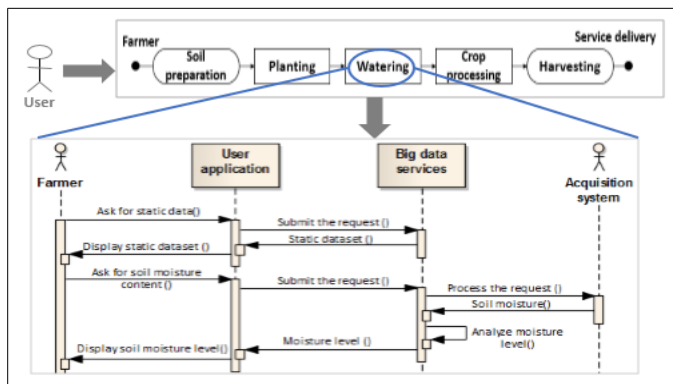 Farmer
Service delivery
Soil
preparation
Planting
Watering
Crop
processing
Harvesting
User
Farmer
User
application
Big data
services
Acquisition
system
Ask for static data()
Submit the request ()
Static dataset ()
Display static dataset ()
Ask for soil moisture
content()
Submit the request ()
Process the request ()
Soil moisture()
Analyze moisture
level()
Moisture level ()
Display soil moisture level()